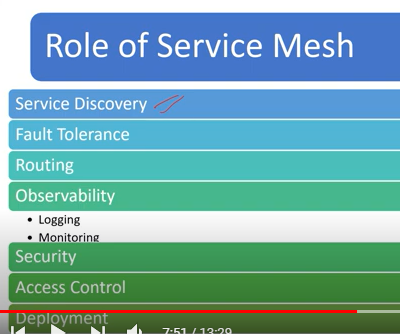 Role of Service Mesh
Service Discovery
Fault Tolerance
Routing
Observability
• Logging
• Monitoring
Security
Access Control
Deployment
7:51 / 13:29